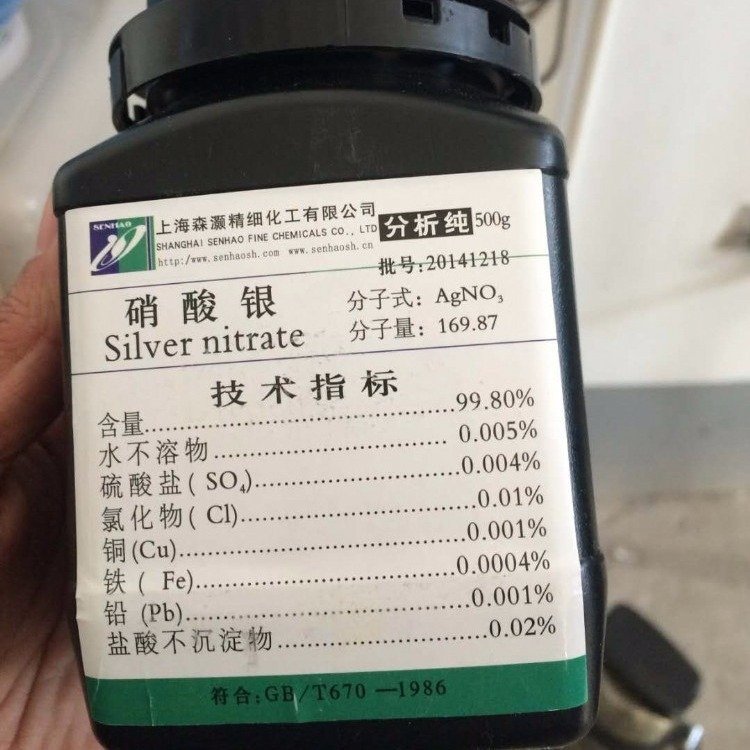 SENHAO
上海森灏精细化工有限公司
SHANGHAI SENHAO FINE CHEMICALS CO., LTD
http:/www.senhaosh.com www.senhaosh.cn
分析纯 500g
批号:20141218
硝酸银
Silver nitrate
分子式: AgNO₃
分子量: 169.87
技术指标
含量....................................99.80%
水不溶物............................ 0.005%
硫酸盐( SO₄)........................0.004%
氯化物( Cl)...........................0.01%
铜(Cu)................................0.001%
铁( Fe)..............................0.0004%
铅 (Pb)...............................0.001%
盐酸不沉淀物........................0.02%
符合:GB/T670—1986